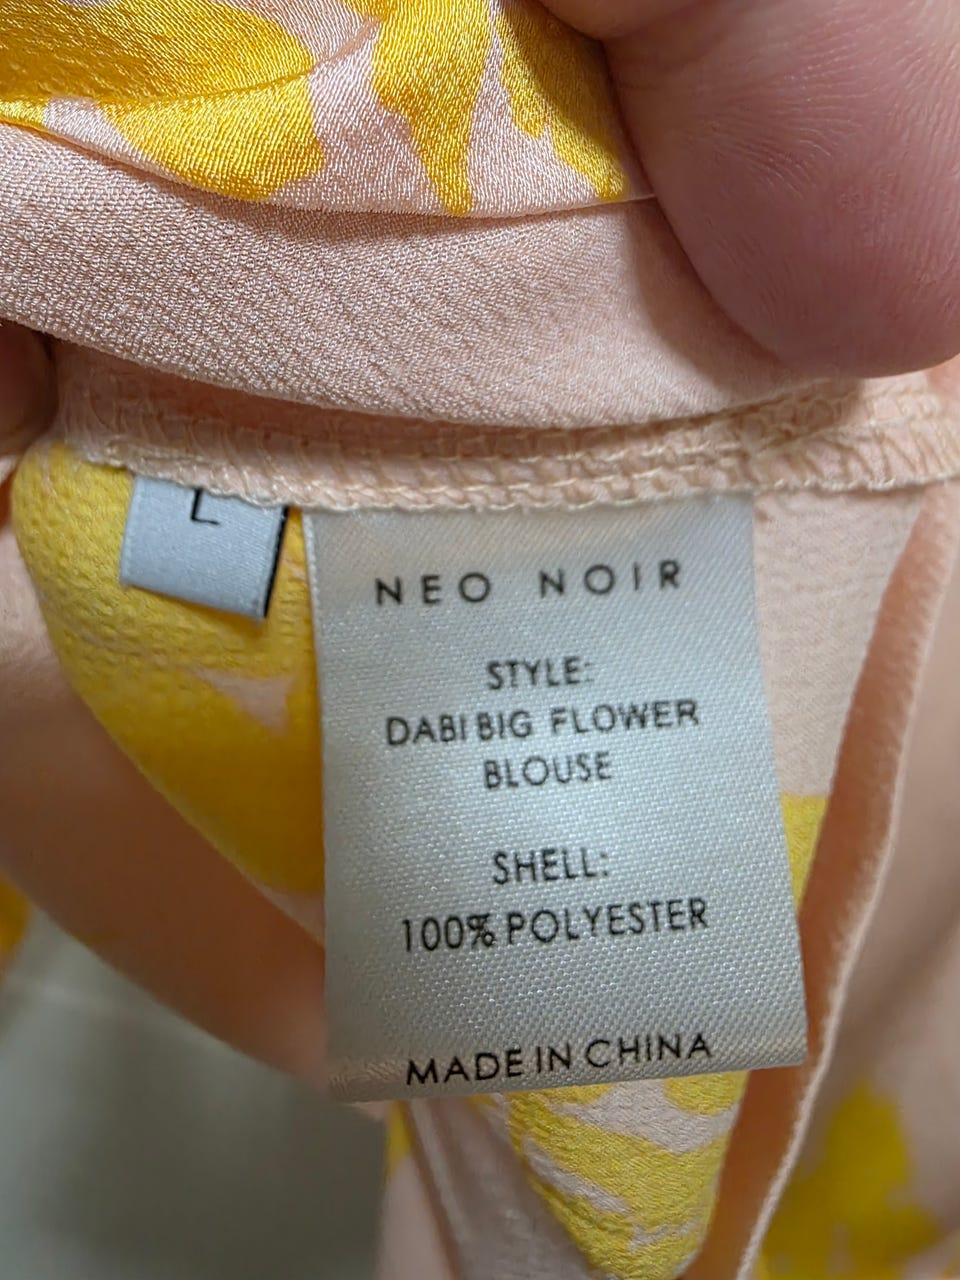 L
NEO NOIR
STYLE:
DABI BIG FLOWER
BLOUSE
SHELL:
100% POLYESTER
MADE IN CHINA